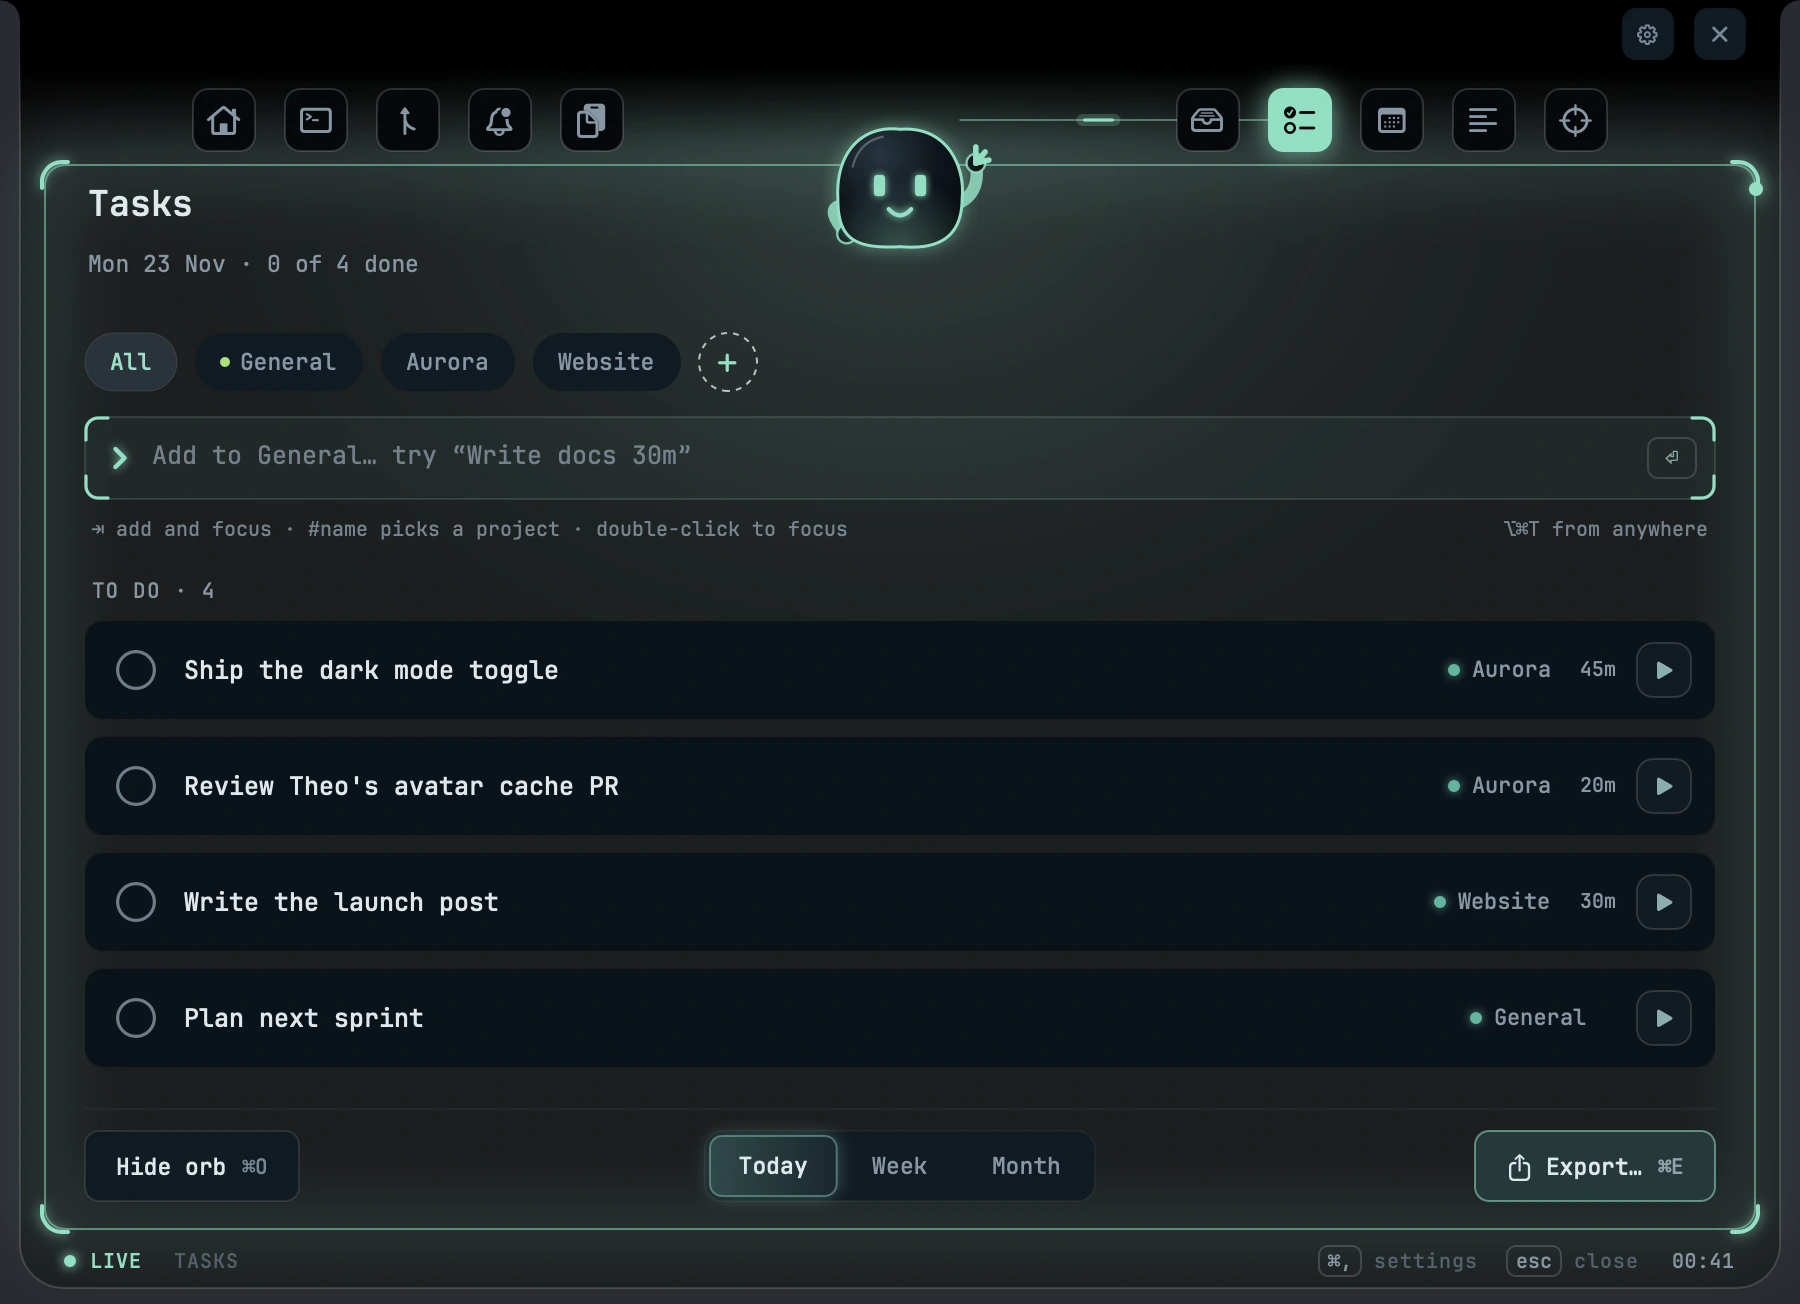 Tasks
Mon 23 Nov · 0 of 4 done
All
General
Aurora
Website
+
Add to General… try “Write docs 30m”
⏎
⇥ add and focus · #name picks a project · double-click to focus
⌥⌘T from anywhere
TO DO · 4
Ship the dark mode toggle
Aurora 45m
Review Theo's avatar cache PR
Aurora 20m
Write the launch post
Website 30m
Plan next sprint
General
Hide orb ⌘O
Today
Week
Month
Export… ⌘E
LIVE TASKS
⌘, settings
esc close
00:41